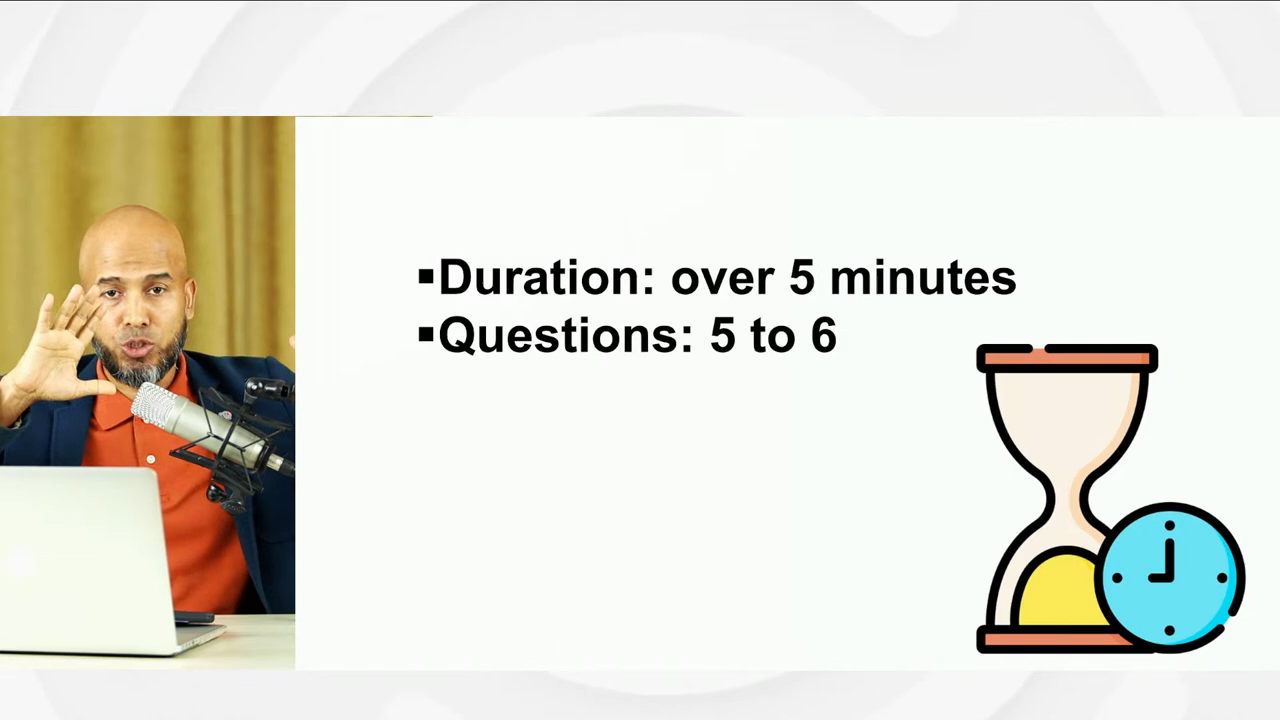 ▪Duration: over 5 minutes
▪Questions: 5 to 6